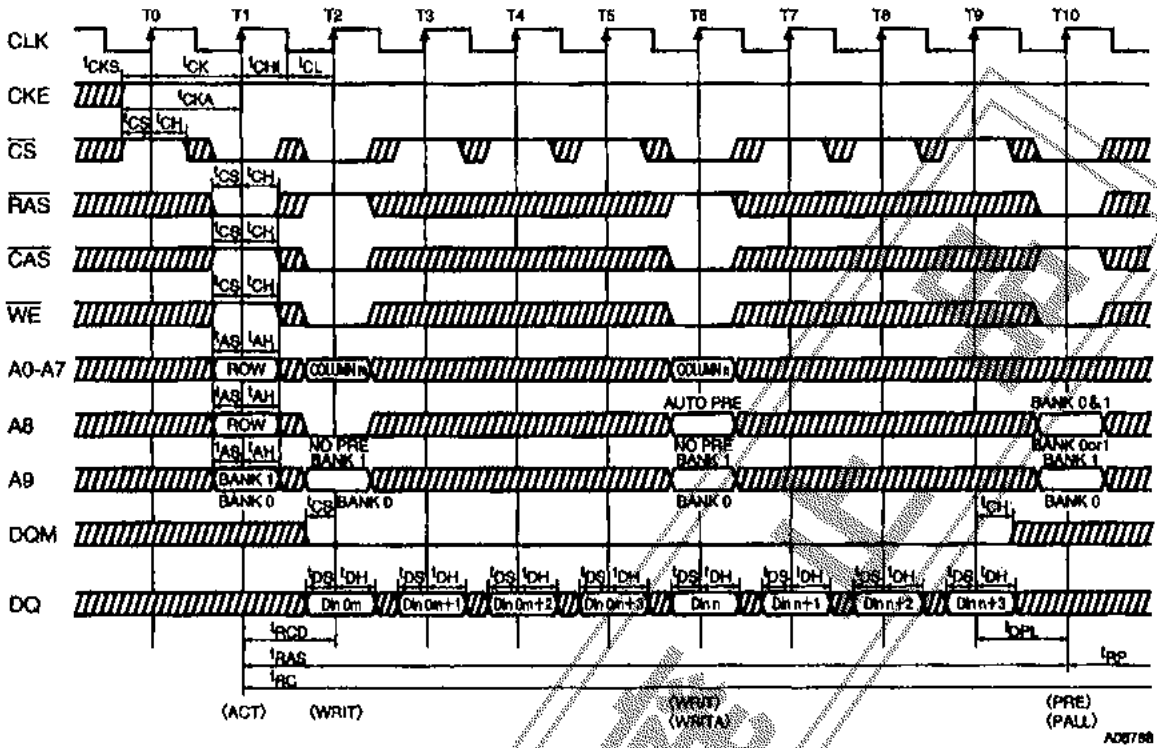 T0 T1 T2 T3 T4 T5 T6 T7 T8 T9 T10
CLK
tCKS tCK tCHI tCL
CKE
tCKA
tCS tCH
CS
tCS tCH
RAS
tCS tCH
CAS
tCS tCH
WE
tAS tAH
A0-A7 ROW COLUMN m COLUMN n
tAS tAH AUTO PRE BANK 0&1
A8 ROW
NO PRE NO PRE BANK 0or1
tAS tAH BANK 1 BANK 1 BANK 1
A9 BANK 1
BANK 0 tCS BANK 0 BANK 0 tCH BANK 0
DQM
tDS tDH tDS tDH tDS tDH tDS tDH tDS tDH tDS tDH tDS tDH tDS tDH
DQ Din 0m Din 0m+1 Din 0m+2 Din 0m+3 Din n Din n+1 Din n+2 Din n+3
tRCD tDPL
tRAS tRP
tRC
(ACT) (WRIT) (WRIT) (PRE)
(WRITA) (PALL)